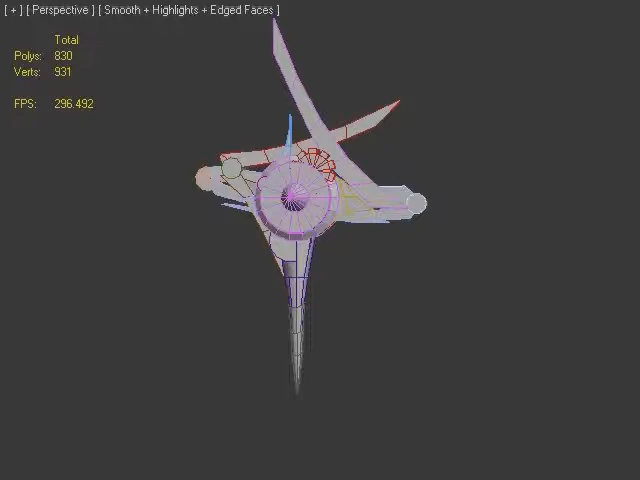 [ + ] [ Perspective ] [ Smooth + Highlights + Edged Faces ]
Total
Polys: 830
Verts: 931
FPS: 296.492